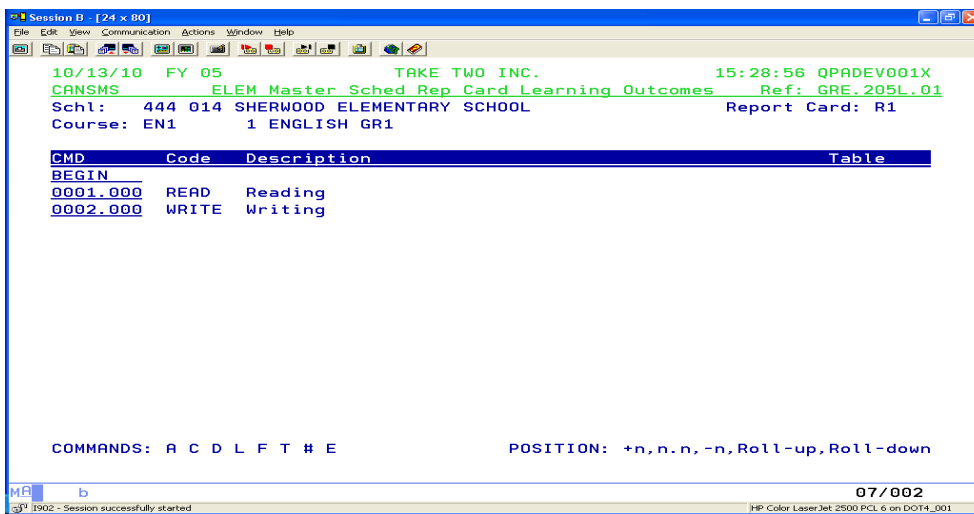 Session B - [24 x 80]
File Edit View Communication Actions Window Help
10/13/10 FY 05 TAKE TWO INC. 15:28:56 QPADEV001X
CANSMS ELEM Master Sched Rep Card Learning Outcomes Ref: GRE.205L.01
Schl: 444 014 SHERWOOD ELEMENTARY SCHOOL Report Card: R1
Course: EN1 1 ENGLISH GR1
CMD Code Description Table
BEGIN
0001.000 READ Reading
0002.000 WRITE Writing
COMMANDS: A C D L F T # E POSITION: +n,n.n,-n,Roll-up,Roll-down
MA b 07/002
I902 - Session successfully started HP Color LaserJet 2500 PCL 6 on DOT4_001